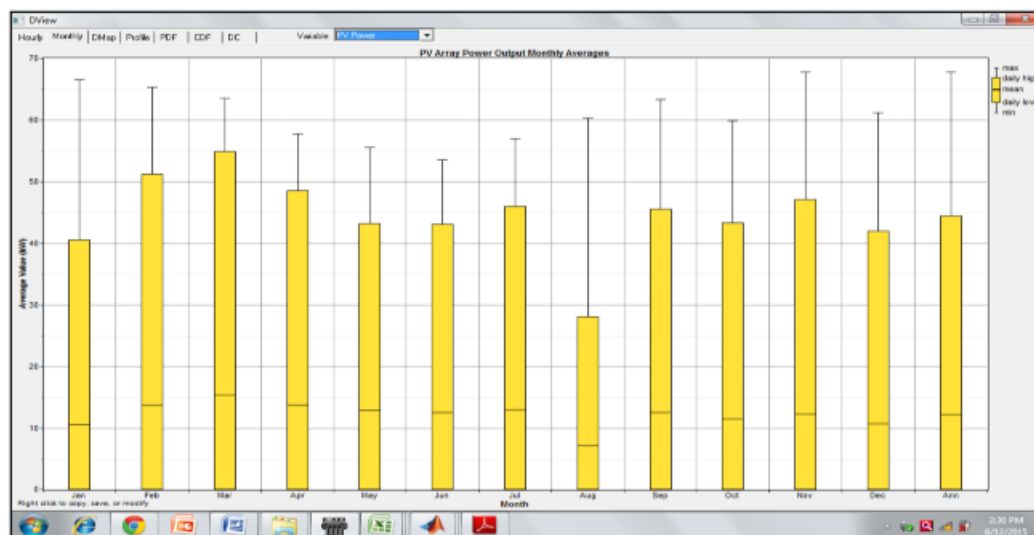 DView
Hourly Monthly DMap Profile PDF CDF DC Variable PV Power
PV Array Power Output Monthly Averages
max
daily high
mean
daily low
min
Average Value (kW)
70
60
50
40
30
20
10
0
Jan Feb Mar Apr May Jun Jul Aug Sep Oct Nov Dec Ann
Month
Right click to copy, save, or modify
2:30 PM
6/12/2015